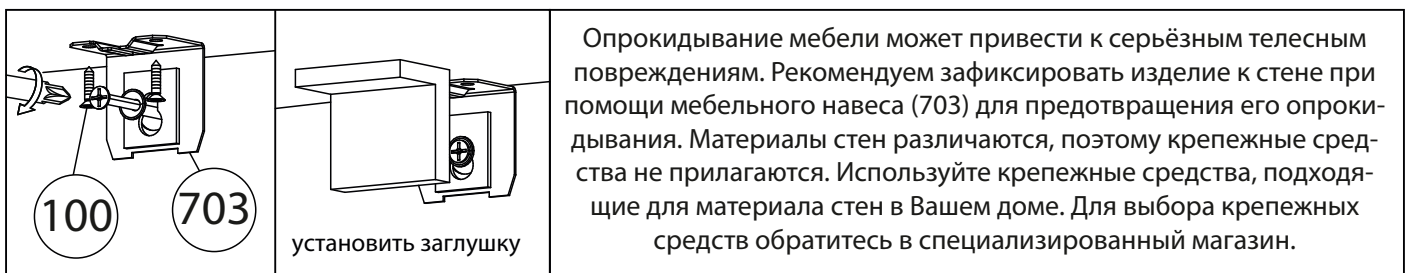 100
703
установить заглушку
Опрокидывание мебели может привести к серьёзным телесным
повреждениям. Рекомендуем зафиксировать изделие к стене при
помощи мебельного навеса (703) для предотвращения его опроки-
дывания. Материалы стен различаются, поэтому крепежные сред-
ства не прилагаются. Используйте крепежные средства, подходя-
щие для материала стен в Вашем доме. Для выбора крепежных
средств обратитесь в специализированный магазин.